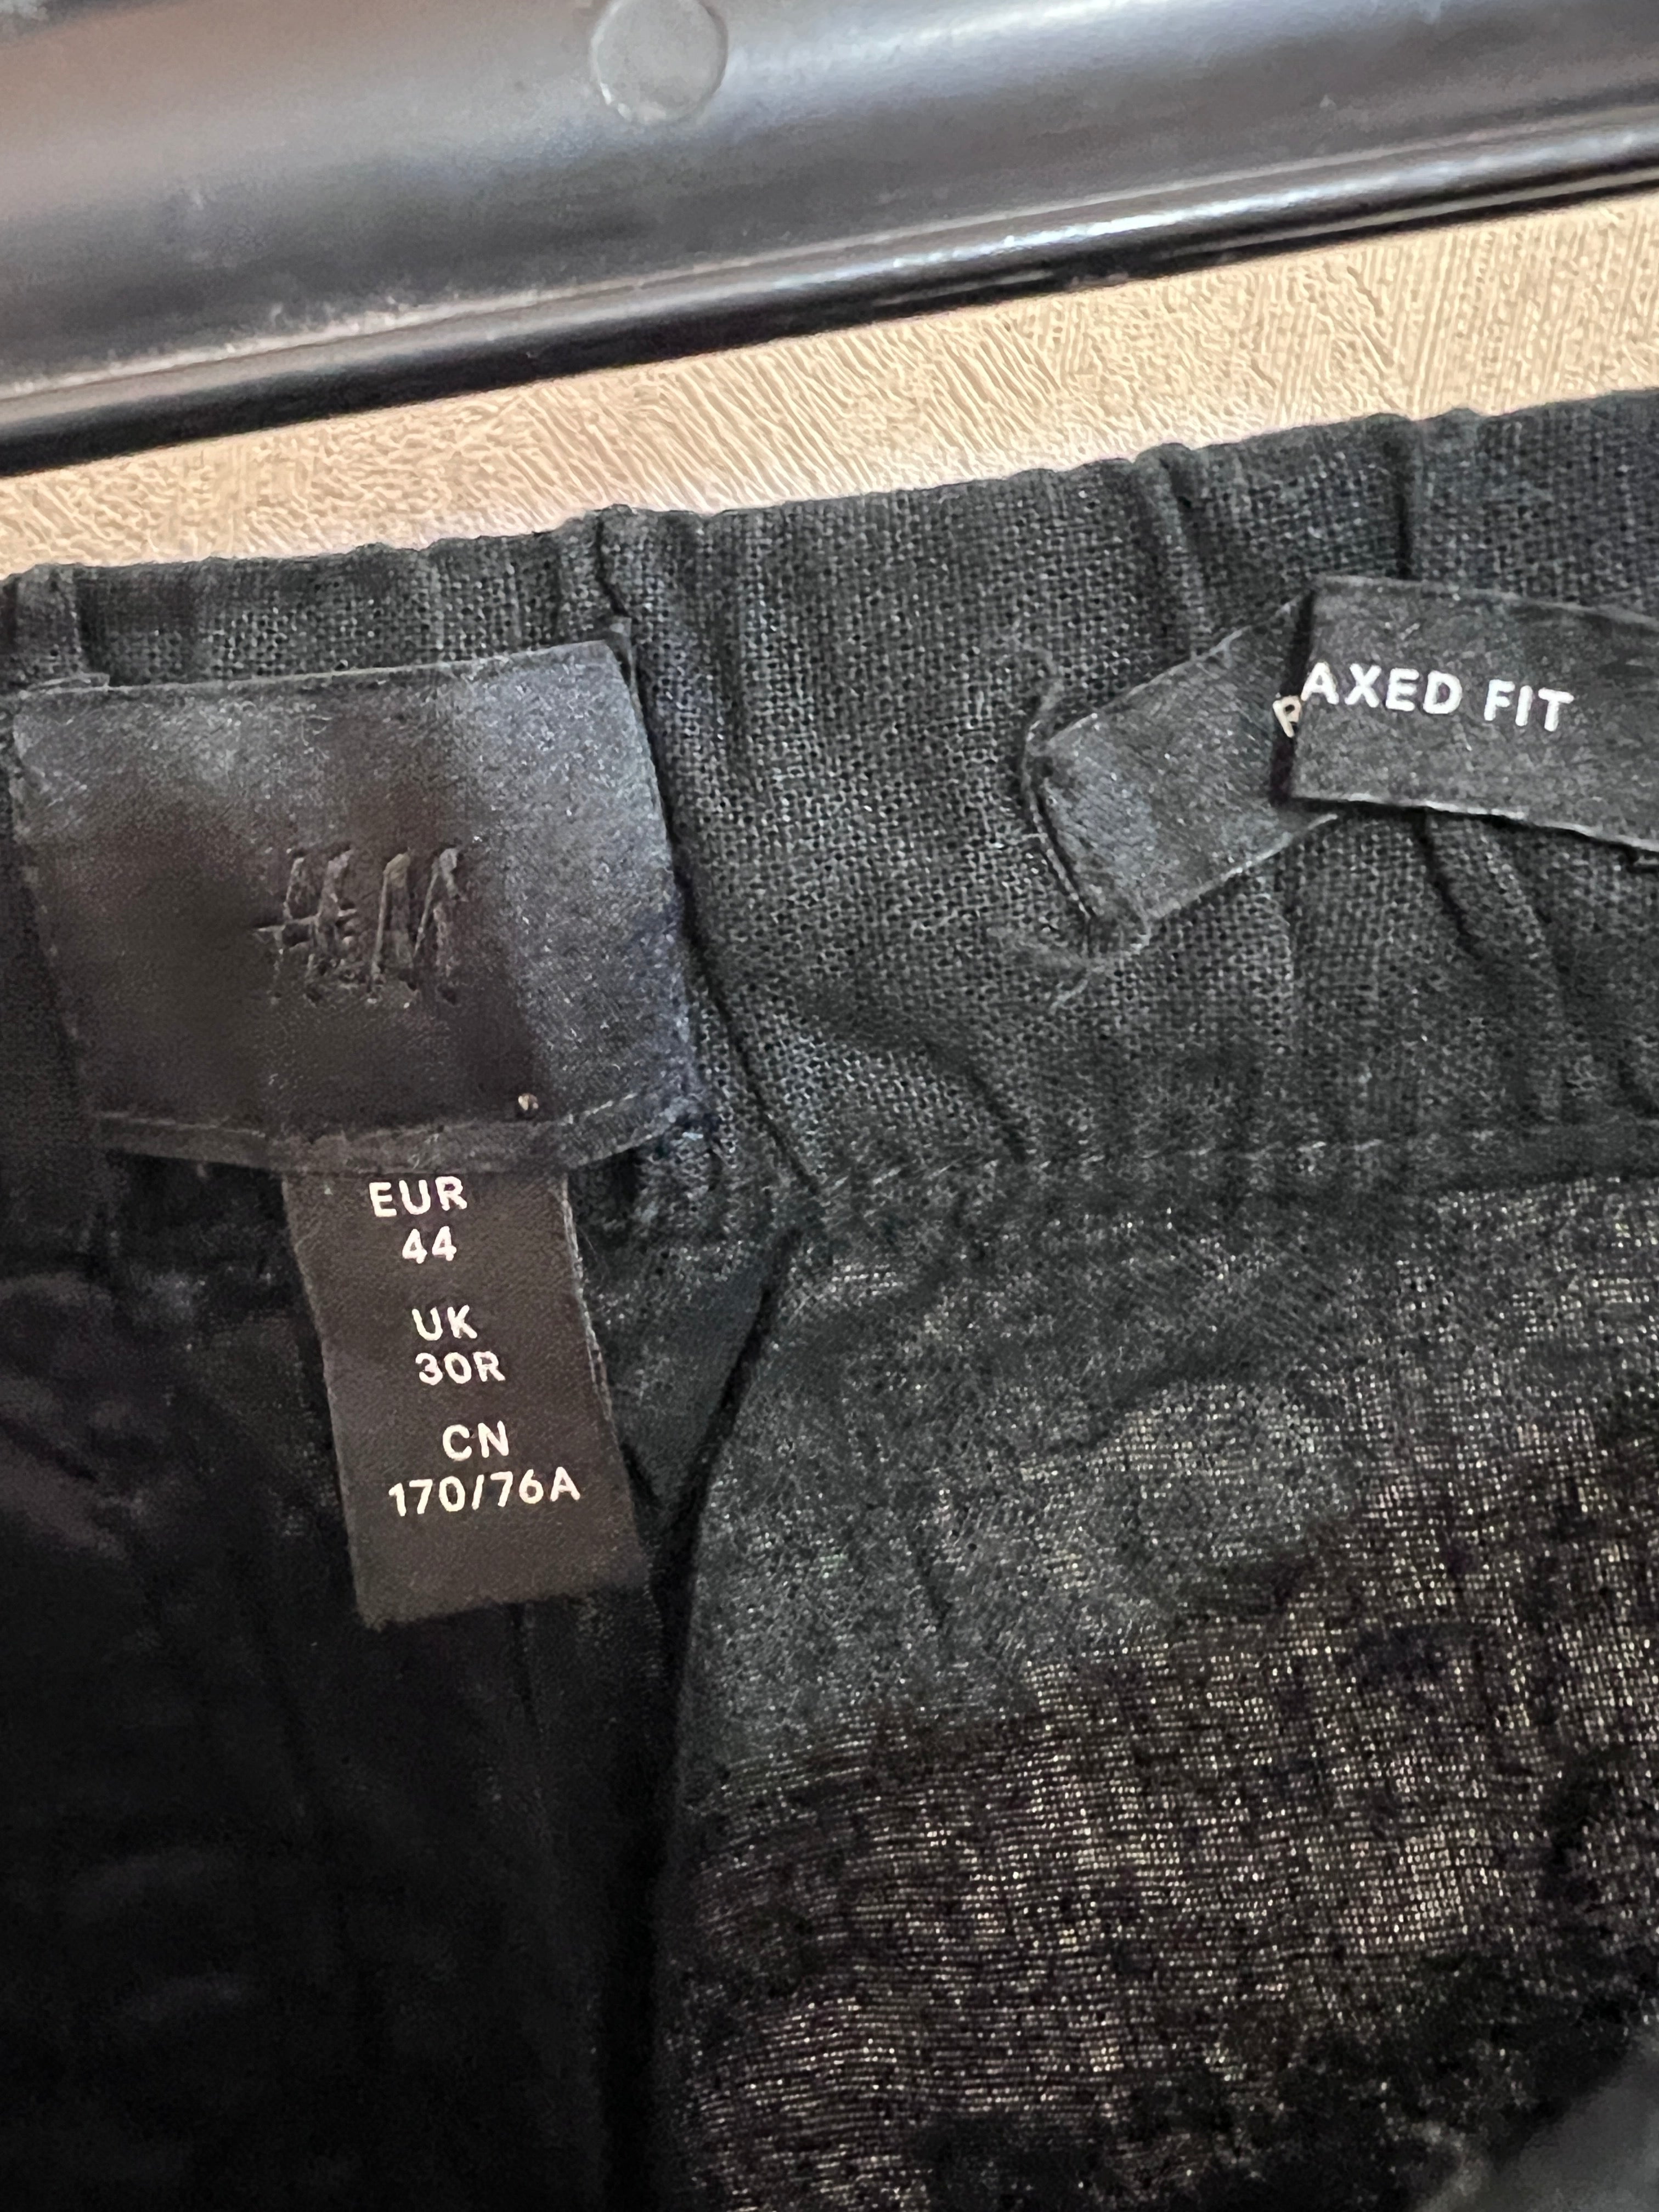 H&M
EUR
44
UK
30R
CN
170/76A
R
AXED FIT